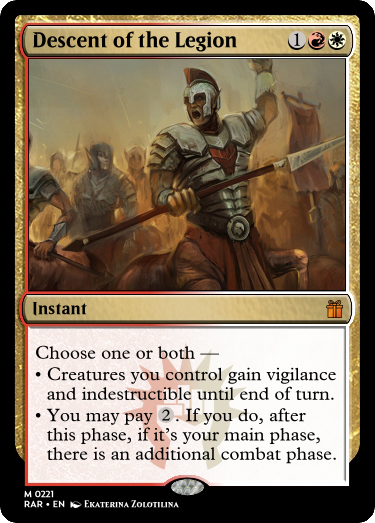 Descent of the Legion 1
Instant
Choose one or both —
• Creatures you control gain vigilance
and indestructible until end of turn.
• You may pay 2. If you do, after
this phase, if it's your main phase,
there is an additional combat phase.
M 0221
RAR • EN Ekaterina Zolotilina